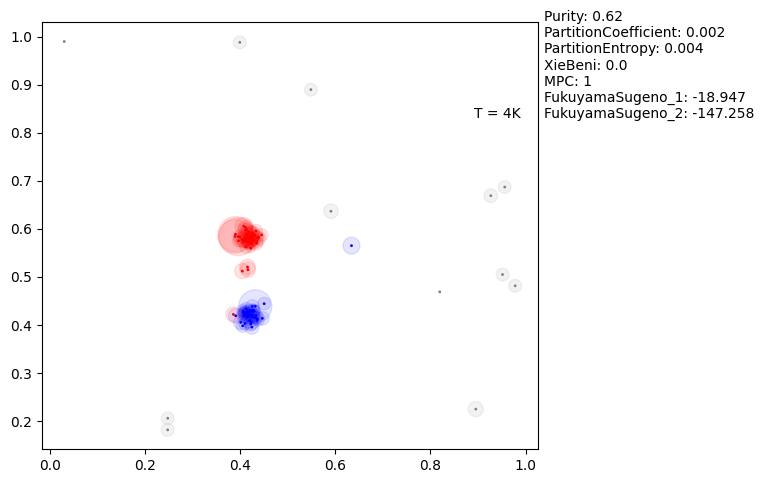 Purity: 0.62
PartitionCoefficient: 0.002
PartitionEntropy: 0.004
XieBeni: 0.0
MPC: 1
FukuyamaSugeno_1: -18.947
FukuyamaSugeno_2: -147.258
T = 4K
1.0
0.9
0.8
0.7
0.6
0.5
0.4
0.3
0.2
0.0
0.2
0.4
0.6
0.8
1.0